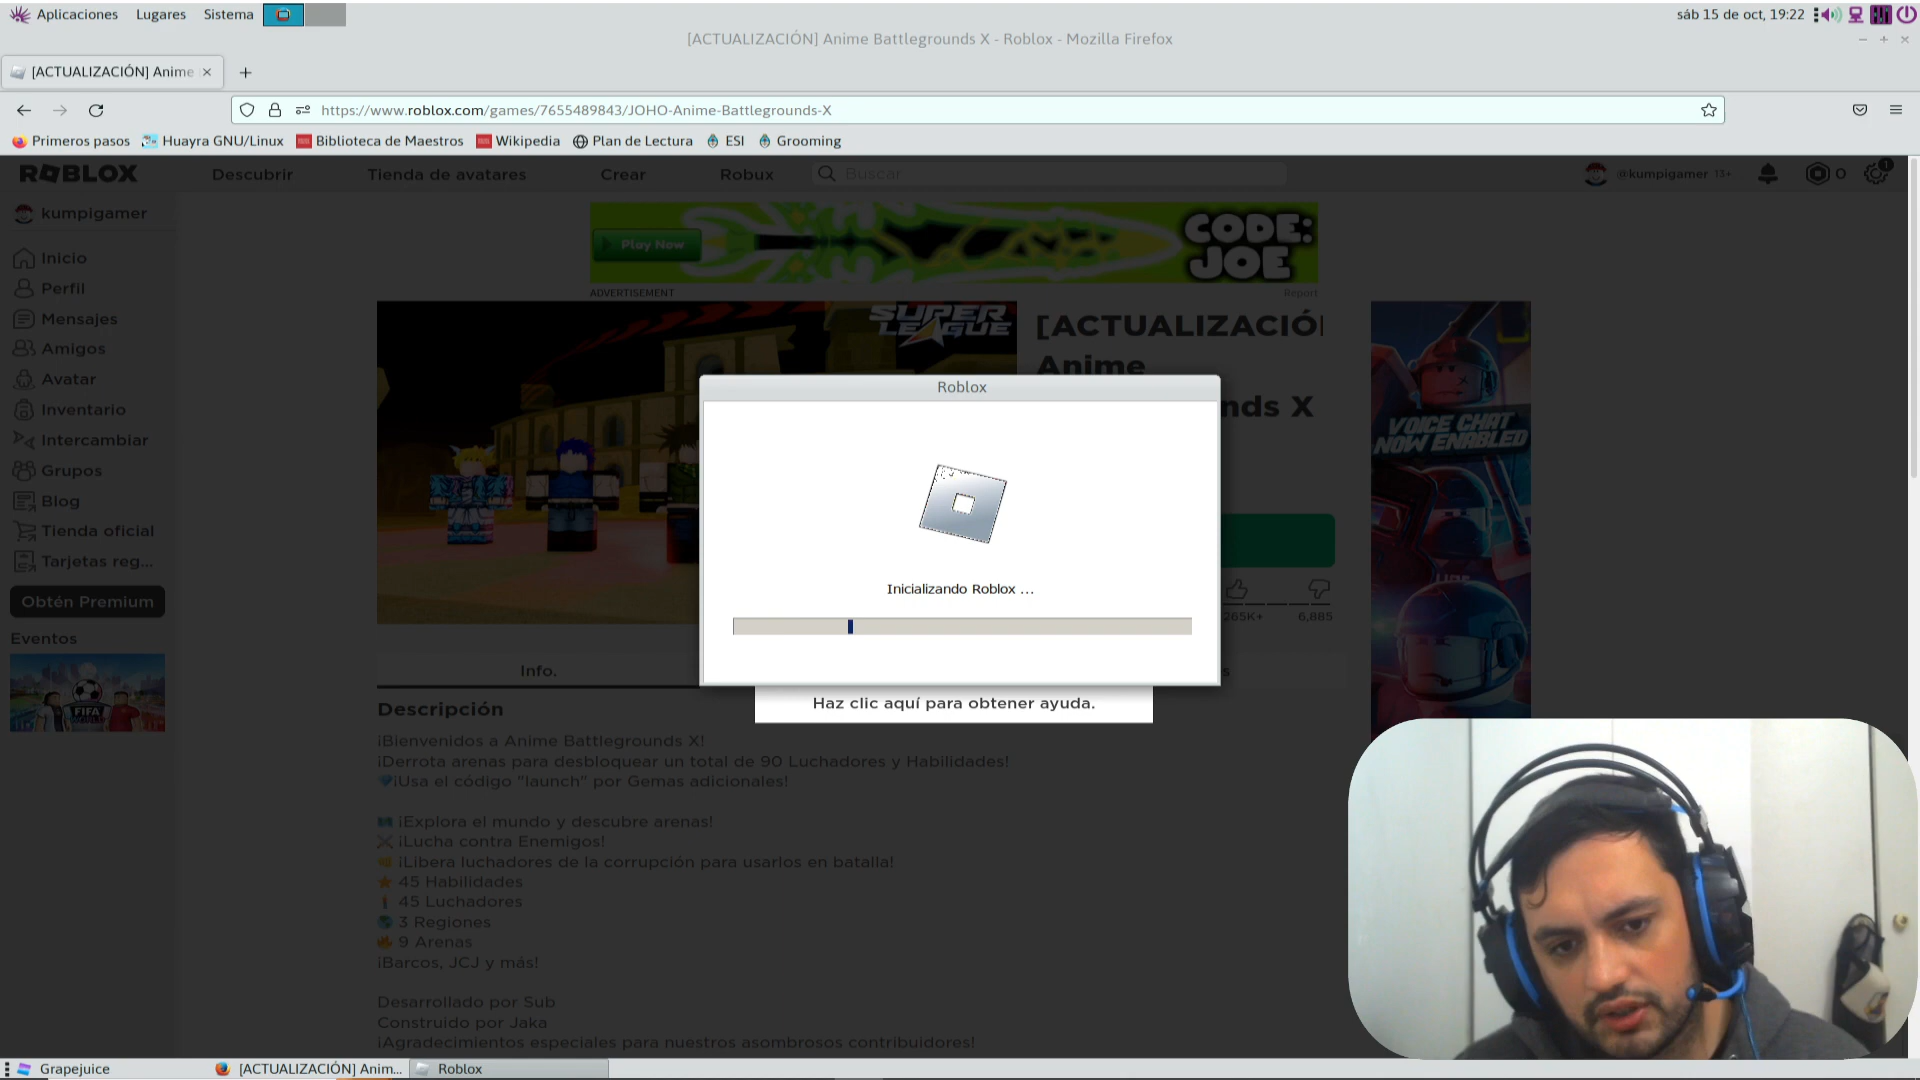 Aplicaciones Lugares Sistema sáb 15 de oct, 19:22
[ACTUALIZACIÓN] Anime Battlegrounds X - Roblox - Mozilla Firefox
[ACTUALIZACIÓN] Anime
https://www.roblox.com/games/7655489843/JOHO-Anime-Battlegrounds-X
Primeros pasos Huayra GNU/Linux Biblioteca de Maestros Wikipedia Plan de Lectura ESI Grooming
ROBLOX Descubrir Tienda de avatares Crear Robux Buscar @kumpigamer 13+ 0 1
kumpigamer
Inicio
Perfil
Mensajes
Amigos
Avatar
Inventario
Intercambiar
Grupos
Blog
Tienda oficial
Tarjetas reg...
Obtén Premium
Eventos
FIFA
Play Now
CODE:
JOE
ADVERTISEMENT Report
SUPER
LEAGUE
[ACTUALIZACIÓ
Anime
nds X
265K+ 6,885
VOICE CHAT
NOW ENABLED
Roblox
Inicializando Roblox ...
Haz clic aquí para obtener ayuda.
Info.
Descripción
¡Bienvenidos a Anime Battlegrounds X!
¡Derrota arenas para desbloquear un total de 90 Luchadores y Habilidades!
💎¡Usa el código "launch" por Gemas adicionales!
¡Explora el mundo y descubre arenas!
¡Lucha contra Enemigos!
¡Libera luchadores de la corrupción para usarlos en batalla!
45 Habilidades
45 Luchadores
3 Regiones
9 Arenas
¡Barcos, JCJ y más!
Desarrollado por Sub
Construido por Jaka
¡Agradecimientos especiales para nuestros asombrosos contribuidores!
Grapejuice [ACTUALIZACIÓN] Anim... Roblox